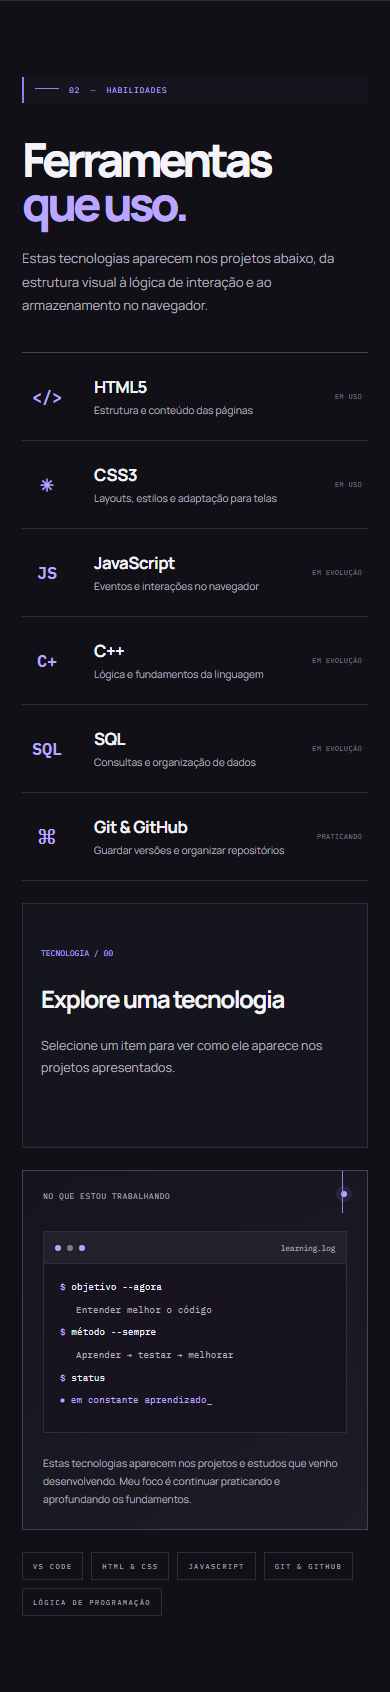 02 — HABILIDADES
Ferramentas
que uso.
Estas tecnologias aparecem nos projetos abaixo, da
estrutura visual à lógica de interação e ao
armazenamento no navegador.
</> HTML5
Estrutura e conteúdo das páginas
EM USO
✳ CSS3
Layouts, estilos e adaptação para telas
EM USO
JS JavaScript
Eventos e interações no navegador
EM EVOLUÇÃO
C+ C++
Lógica e fundamentos da linguagem
EM EVOLUÇÃO
SQL SQL
Consultas e organização de dados
EM EVOLUÇÃO
⌘ Git & GitHub
Guardar versões e organizar repositórios
PRATICANDO
TECNOLOGIA / 00
Explore uma tecnologia
Selecione um item para ver como ele aparece nos
projetos apresentados.
NO QUE ESTOU TRABALHANDO
learning.log
$ objetivo --agora
Entender melhor o código
$ método --sempre
Aprender → testar → melhorar
$ status
● em constante aprendizado_
Estas tecnologias aparecem nos projetos e estudos que venho
desenvolvendo. Meu foco é continuar praticando e
aprofundando os fundamentos.
VS CODE
HTML & CSS
JAVASCRIPT
GIT & GITHUB
LÓGICA DE PROGRAMAÇÃO